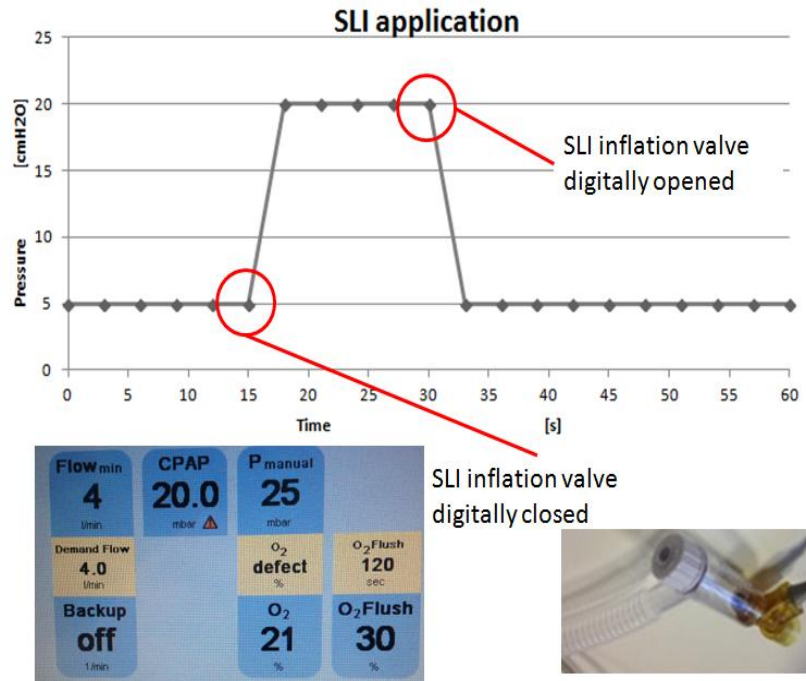 SLI application
25
20
15
10
5
0
[cmH2O]
Pressure
0 5 10 15 20 25 30 35 40 45 50 55 60
Time [s]
SLI inflation valve
digitally opened
SLI inflation valve
digitally closed
Flow min CPAP P manual
4 20.0 25
l/min mbar mbar
Demand Flow O2 O2Flush
4.0 defect 120
l/min % sec
Backup O2 O2Flush
off 21 30
1/min % %